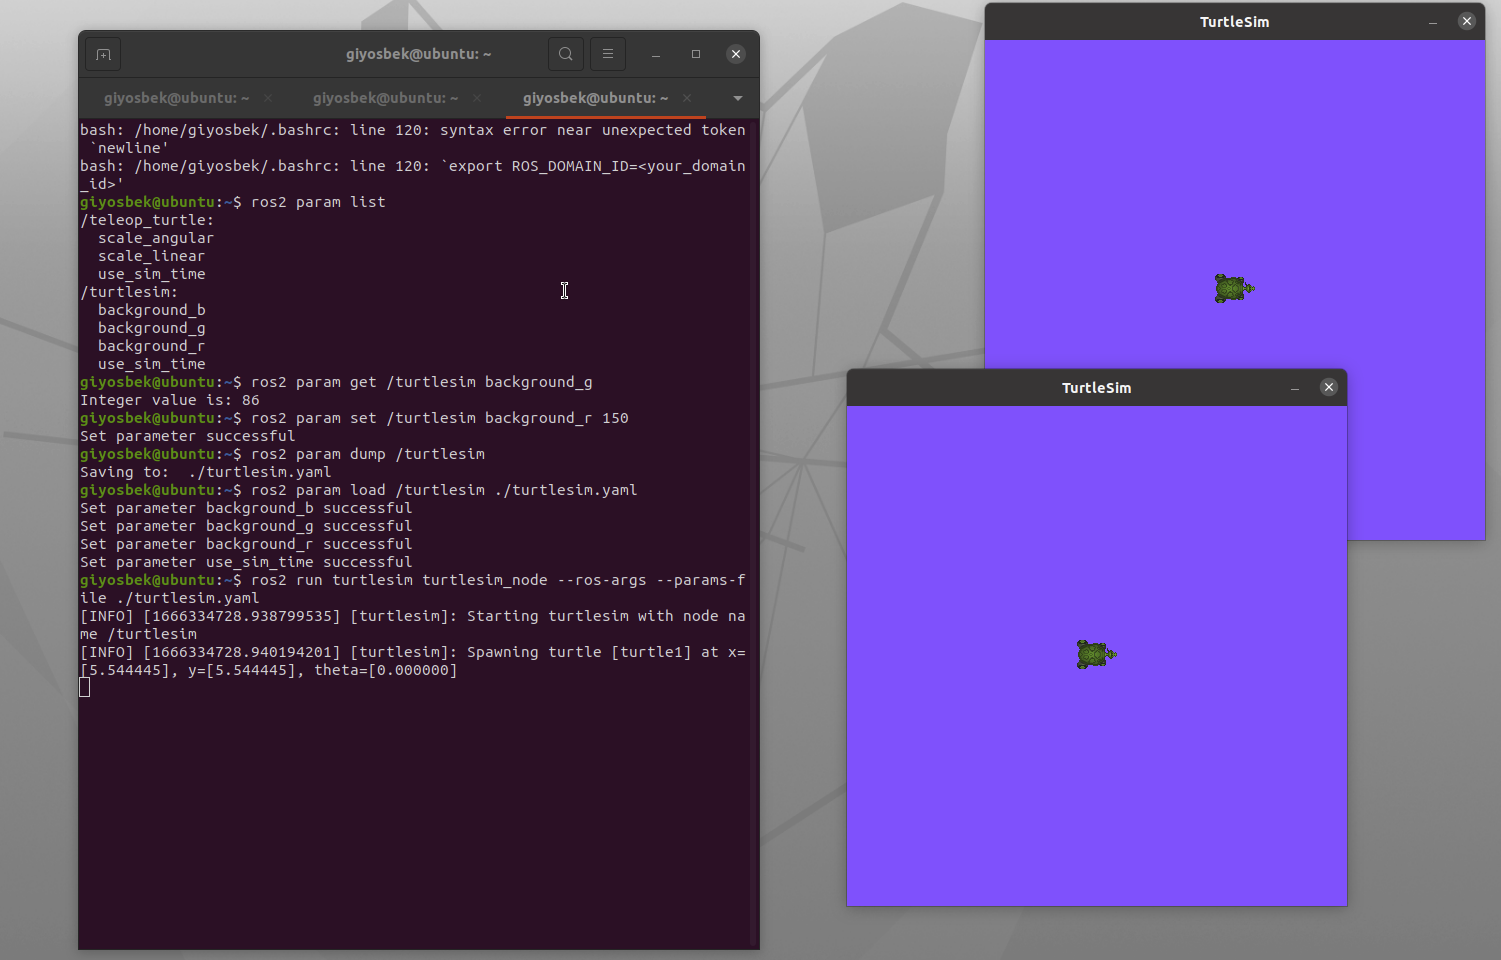 giyosbek@ubuntu: ~
giyosbek@ubuntu: ~
giyosbek@ubuntu: ~
giyosbek@ubuntu: ~
bash: /home/giyosbek/.bashrc: line 120: syntax error near unexpected token
`newline'
bash: /home/giyosbek/.bashrc: line 120: `export ROS_DOMAIN_ID=<your_domain
_id>'
giyosbek@ubuntu:~$ ros2 param list
/teleop_turtle:
scale_angular
scale_linear
use_sim_time
/turtlesim:
background_b
background_g
background_r
use_sim_time
giyosbek@ubuntu:~$ ros2 param get /turtlesim background_g
Integer value is: 86
giyosbek@ubuntu:~$ ros2 param set /turtlesim background_r 150
Set parameter successful
giyosbek@ubuntu:~$ ros2 param dump /turtlesim
Saving to:  ./turtlesim.yaml
giyosbek@ubuntu:~$ ros2 param load /turtlesim ./turtlesim.yaml
Set parameter background_b successful
Set parameter background_g successful
Set parameter background_r successful
Set parameter use_sim_time successful
giyosbek@ubuntu:~$ ros2 run turtlesim turtlesim_node --ros-args --params-f
ile ./turtlesim.yaml
[INFO] [1666334728.938799535] [turtlesim]: Starting turtlesim with node na
me /turtlesim
[INFO] [1666334728.940194201] [turtlesim]: Spawning turtle [turtle1] at x=
[5.544445], y=[5.544445], theta=[0.000000]
TurtleSim
TurtleSim